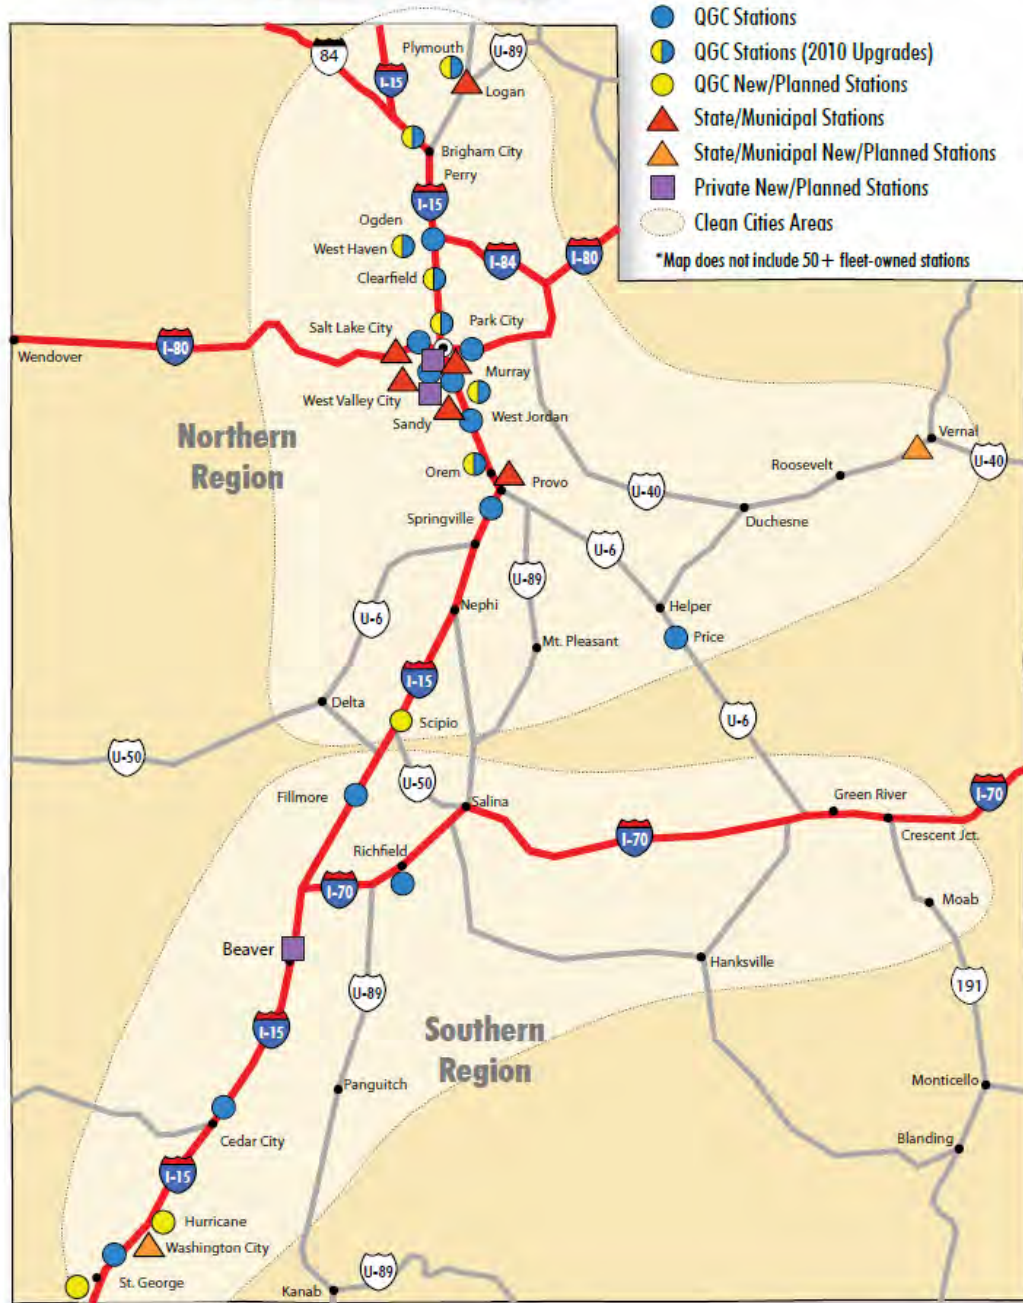 QGC Stations
QGC Stations (2010 Upgrades)
QGC New/Planned Stations
State/Municipal Stations
State/Municipal New/Planned Stations
Private New/Planned Stations
Clean Cities Areas
*Map does not include 50+ fleet-owned stations
84
I-15
Plymouth
U-89
Logan
Brigham City
Perry
I-15
Ogden
West Haven
I-84
I-80
Clearfield
Salt Lake City
Park City
Wendover
I-80
Murray
West Valley City
Sandy
West Jordan
Northern
Region
Vernal
U-40
Roosevelt
Orem
Provo
U-40
Duchesne
Springville
U-6
U-89
Nephi
Helper
U-6
Mt. Pleasant
Price
I-15
Delta
Scipio
U-6
U-50
U-50
Fillmore
Salina
Green River
I-70
Crescent Jct.
I-70
Richfield
I-70
Moab
Beaver
Hanksville
U-89
191
I-15
Southern
Region
Panguitch
Monticello
Cedar City
Blanding
I-15
Hurricane
Washington City
St. George
U-89
Kanab